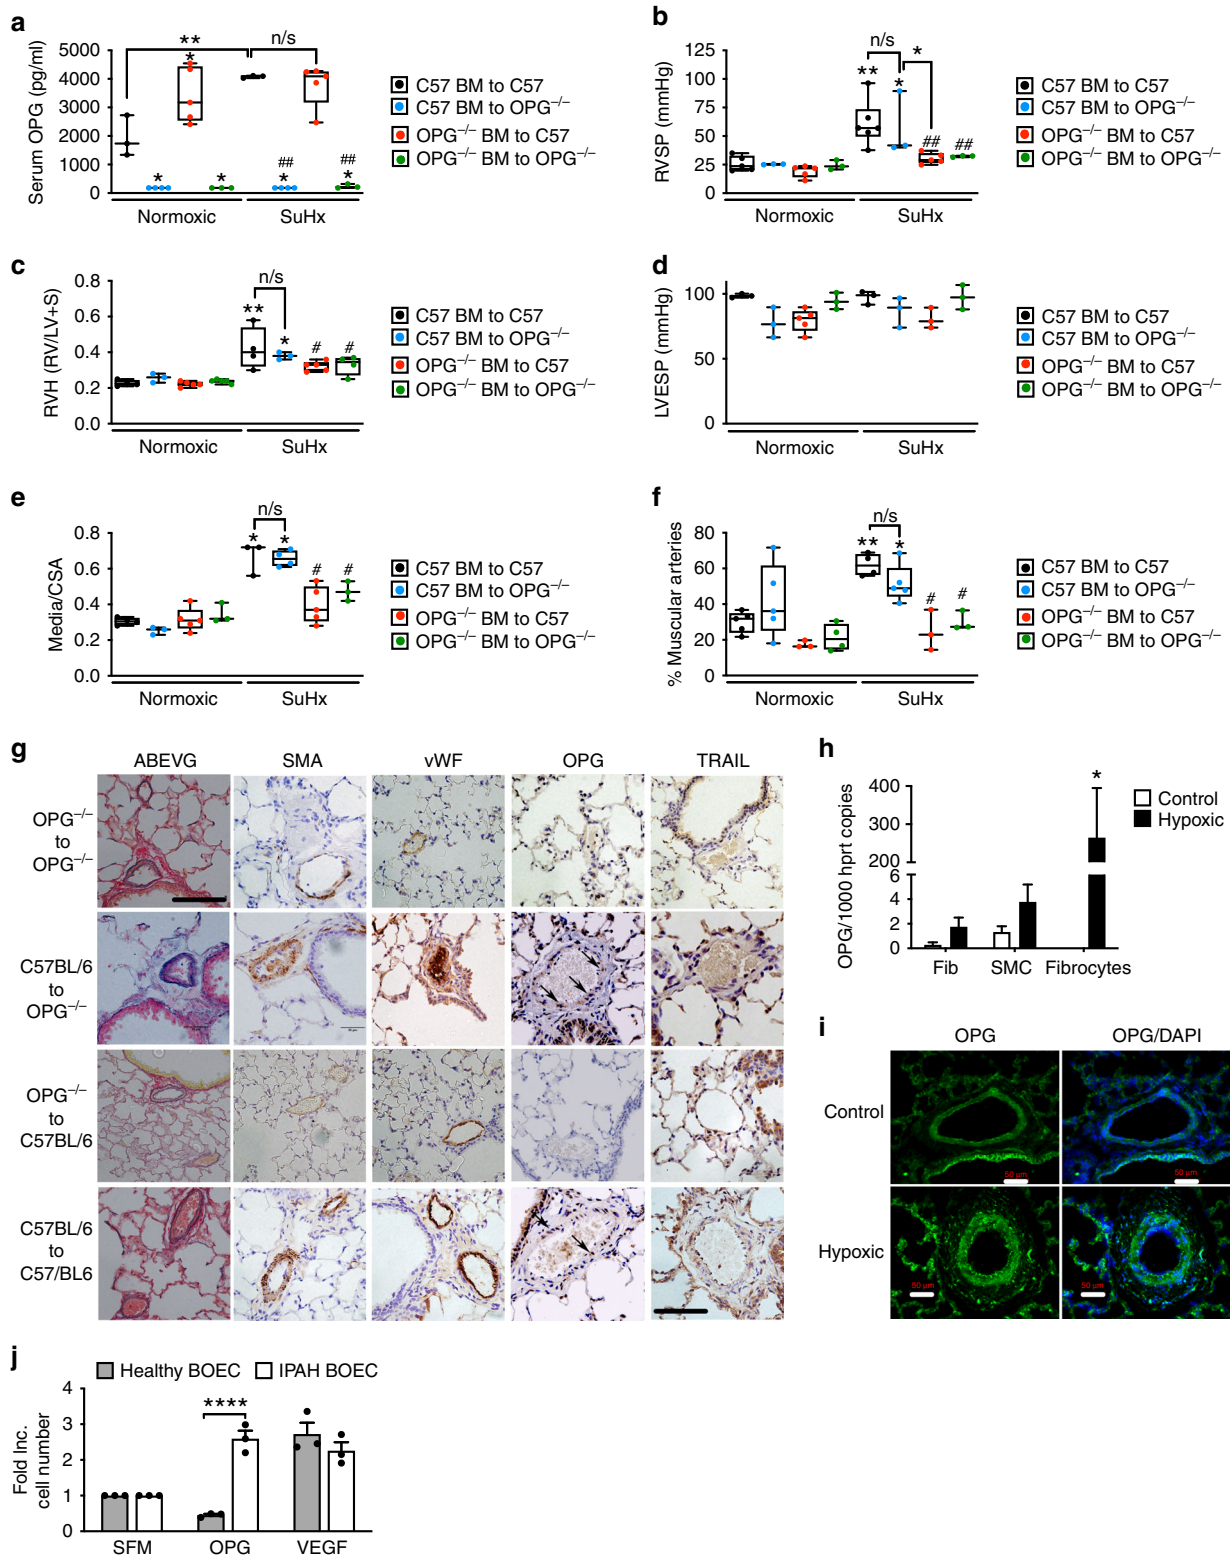 a
**
n/s
*
5000
4000
3000
2000
1000
0
Serum OPG (pg/ml)
*
*
##
*
##
*
Normoxic
SuHx
C57 BM to C57
C57 BM to OPG–/–
OPG–/– BM to C57
OPG–/– BM to OPG–/–
b
n/s
*
**
*
##
##
125
100
75
50
25
0
RVSP (mmHg)
Normoxic
SuHx
C57 BM to C57
C57 BM to OPG–/–
OPG–/– BM to C57
OPG–/– BM to OPG–/–
c
n/s
**
*
#
#
0.8
0.6
0.4
0.2
0.0
RVH (RV/LV+S)
Normoxic
SuHx
C57 BM to C57
C57 BM to OPG–/–
OPG–/– BM to C57
OPG–/– BM to OPG–/–
d
100
50
0
LVESP (mmHg)
Normoxic
SuHx
C57 BM to C57
C57 BM to OPG–/–
OPG–/– BM to C57
OPG–/– BM to OPG–/–
e
n/s
*
*
#
#
0.8
0.6
0.4
0.2
0.0
Media/CSA
Normoxic
SuHx
C57 BM to C57
C57 BM to OPG–/–
OPG–/– BM to C57
OPG–/– BM to OPG–/–
f
n/s
**
*
#
#
80
60
40
20
0
% Muscular arteries
Normoxic
SuHx
C57 BM to C57
C57 BM to OPG–/–
OPG–/– BM to C57
OPG–/– BM to OPG–/–
g
ABEVG
SMA
vWF
OPG
TRAIL
OPG–/–
to
OPG–/–
C57BL/6
to
OPG–/–
OPG–/–
to
C57BL/6
C57BL/6
to
C57/BL6
h
*
400
300
200
6
4
2
0
OPG/1000 hprt copies
Control
Hypoxic
Fib
SMC
Fibrocytes
i
OPG
OPG/DAPI
Control
50 µm
50 µm
Hypoxic
50 µm
50 µm
j
Healthy BOEC
IPAH BOEC
****
4
3
2
1
0
Fold Inc.
cell number
SFM
OPG
VEGF